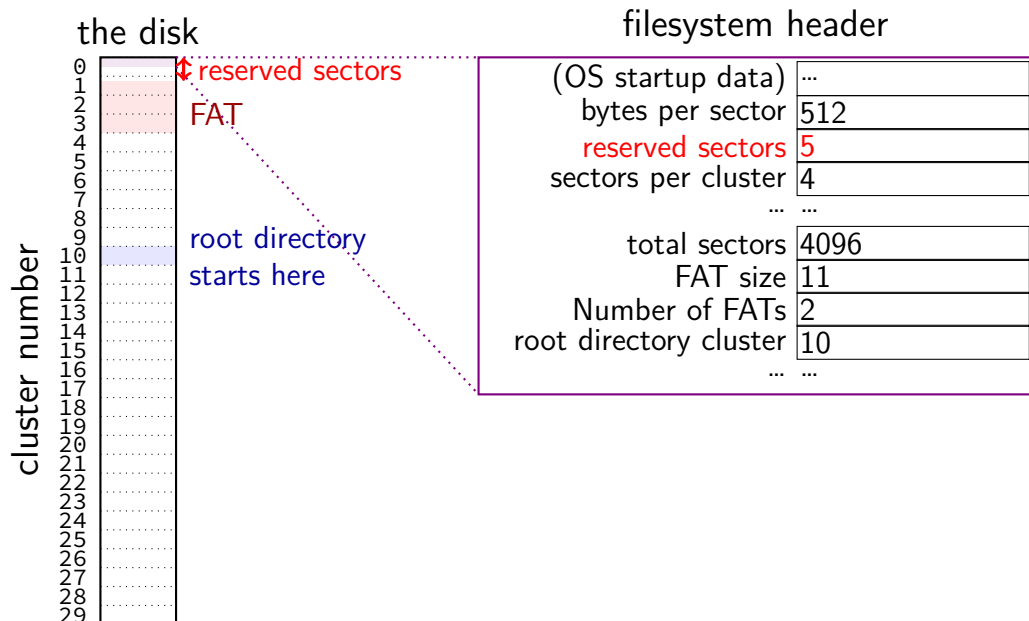 the disk
filesystem header
cluster number
0
1
2
3
4
5
6
7
8
9
10
11
12
13
14
15
16
17
18
19
20
21
22
23
24
25
26
27
28
29
reserved sectors
FAT
root directory
starts here
(OS startup data) …
bytes per sector 512
reserved sectors 5
sectors per cluster 4
… …
total sectors 4096
FAT size 11
Number of FATs 2
root directory cluster 10
… …